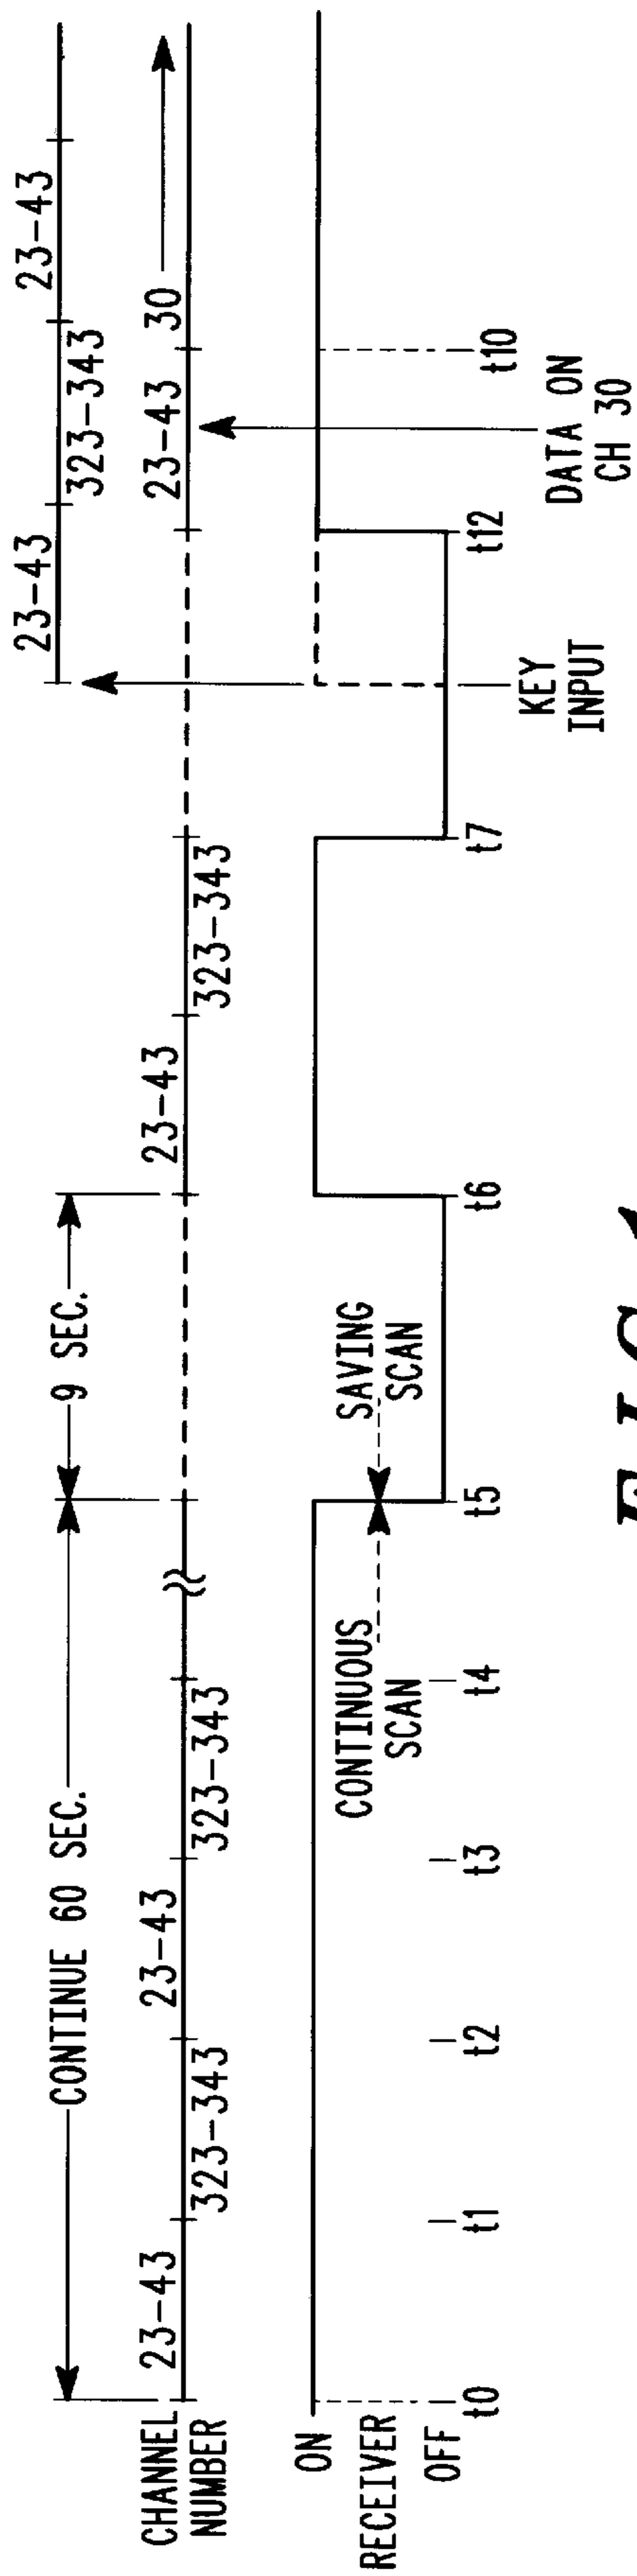 23-43
323-343
23-43
CONTINUE 60 SEC.
9 SEC.
CHANNEL
NUMBER
23-43
323-343
23-43
323-343
23-43
323-343
23-43
30
ON
RECEIVER
OFF
CONTINUOUS
SCAN
SAVING
SCAN
t0
t1
t2
t3
t4
t5
t6
t7
t12
t10
KEY
INPUT
DATA ON
CH 30